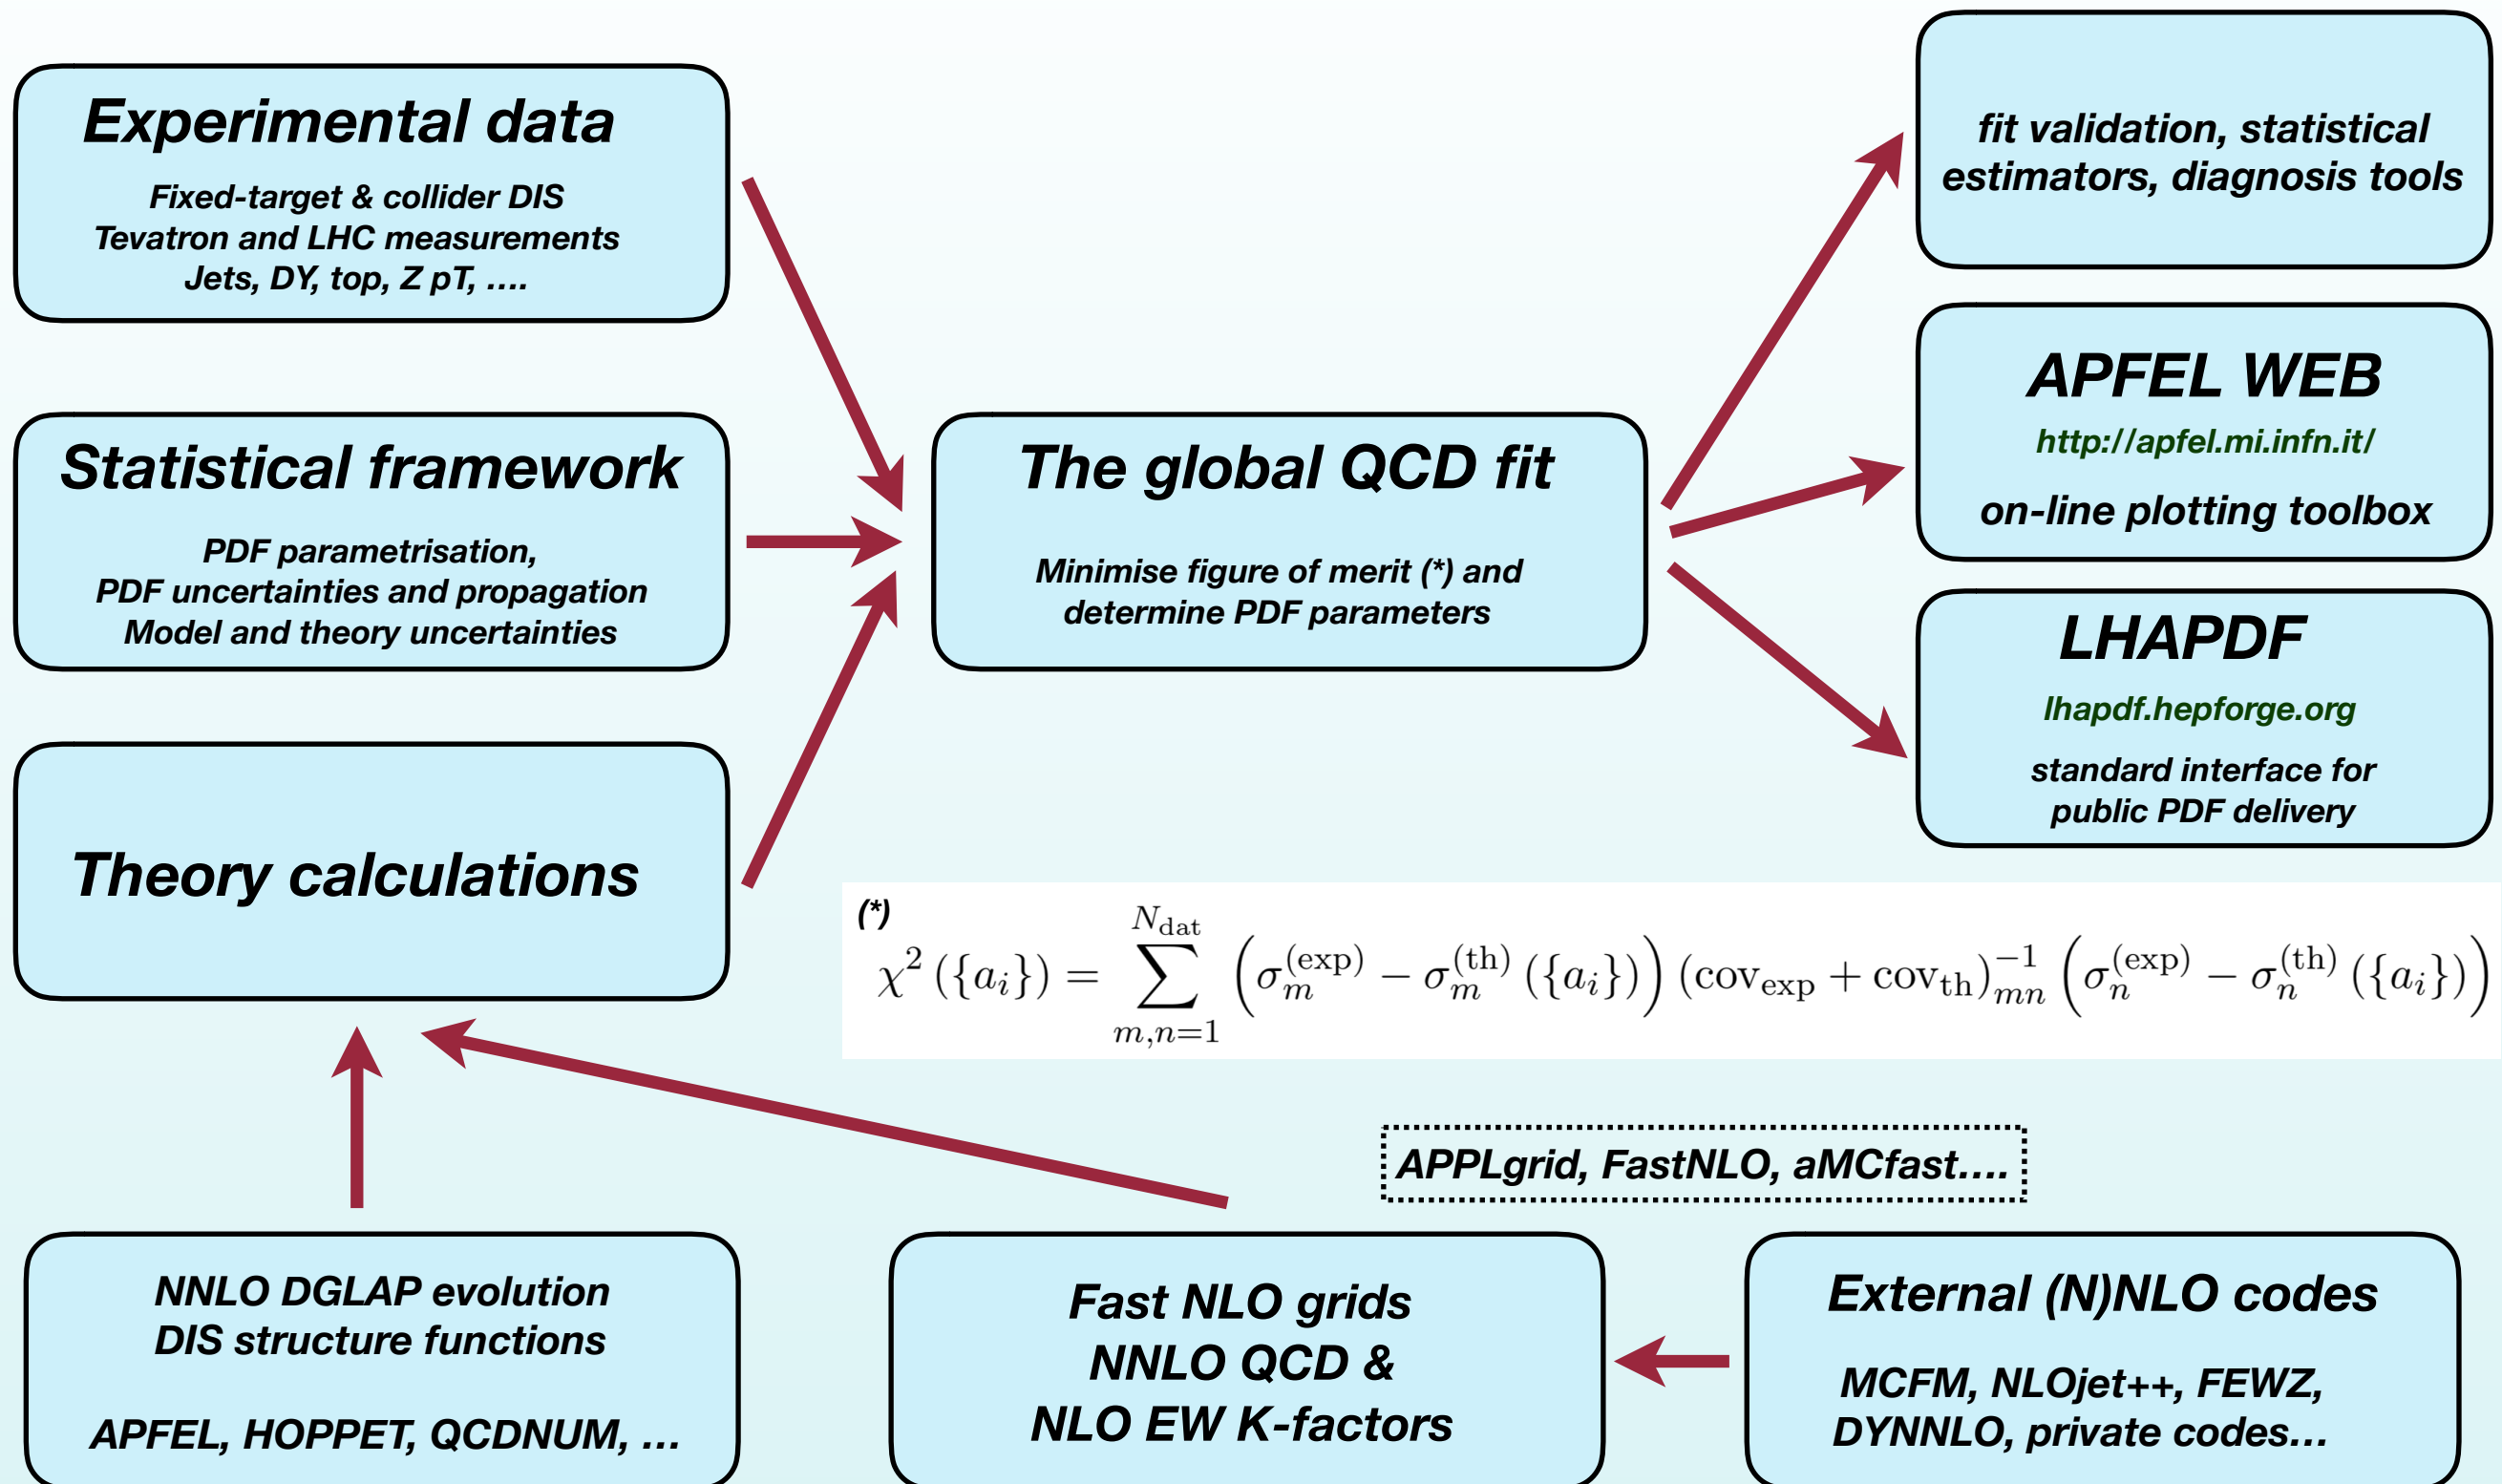 Experimental data
Fixed-target & collider DIS
Tevatron and LHC measurements
Jets, DY, top, Z pT, ....
Statistical framework
PDF parametrisation,
PDF uncertainties and propagation
Model and theory uncertainties
Theory calculations
The global QCD fit
Minimise figure of merit (*) and
determine PDF parameters
fit validation, statistical
estimators, diagnosis tools
APFEL WEB
http://apfel.mi.infn.it/
on-line plotting toolbox
LHAPDF
lhapdf.hepforge.org
standard interface for
public PDF delivery
(*)
χ² ({a_i}) = ∑_{m,n=1}^{N_dat} (σ_m^(exp) − σ_m^(th) ({a_i})) (cov_exp + cov_th)_{mn}^{−1} (σ_n^(exp) − σ_n^(th) ({a_i}))
APPLgrid, FastNLO, aMCfast....
NNLO DGLAP evolution
DIS structure functions
APFEL, HOPPET, QCDNUM, ...
Fast NLO grids
NNLO QCD &
NLO EW K-factors
External (N)NLO codes
MCFM, NLOjet++, FEWZ,
DYNNLO, private codes...